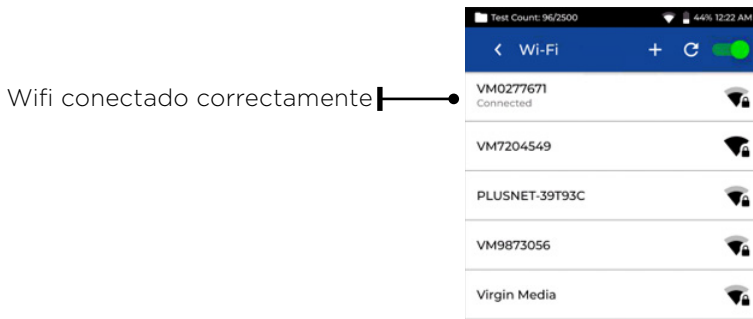 Test Count: 96/2500 44% 12:22 AM
Wi-Fi
Wifi conectado correctamente
VM0277671
Connected
VM7204549
PLUSNET-39T93C
VM9873056
Virgin Media